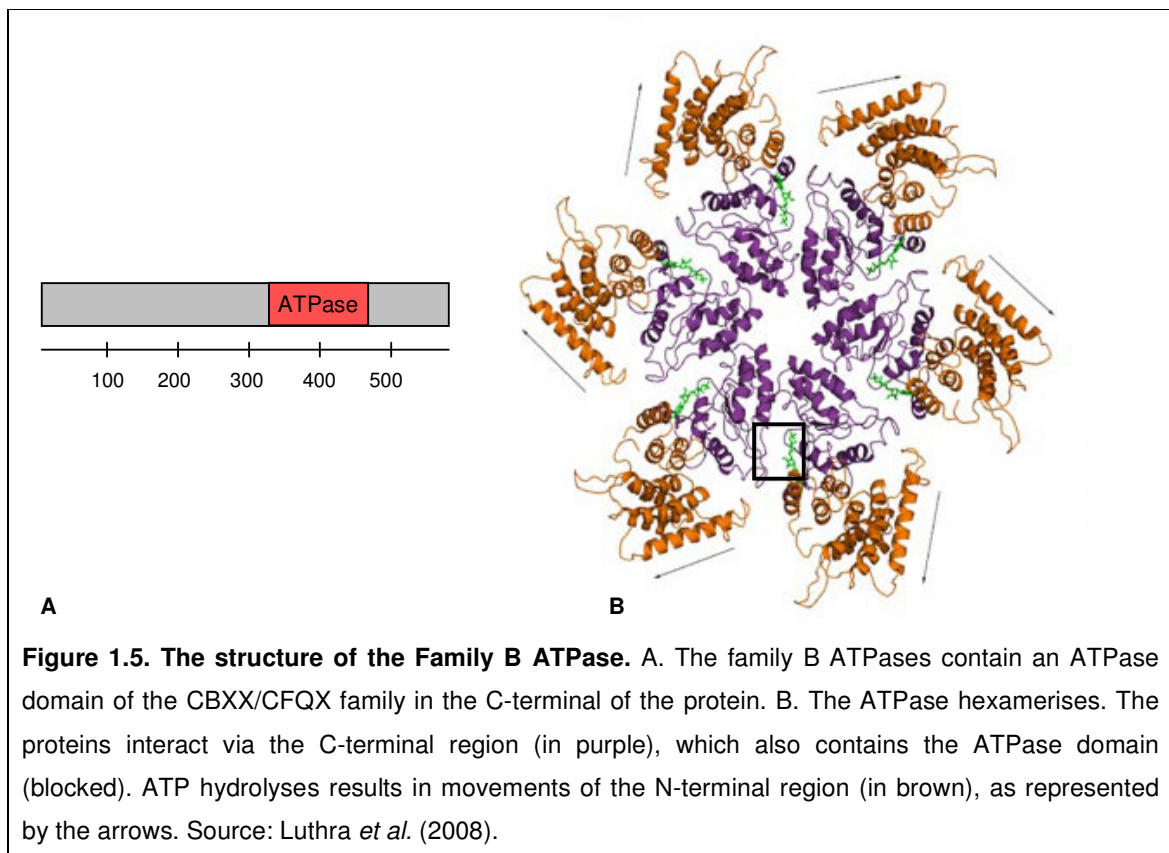 ATPase
100 200 300 400 500
A B
Figure 1.5. The structure of the Family B ATPase. A. The family B ATPases contain an ATPase
domain of the CBXX/CFQX family in the C-terminal of the protein. B. The ATPase hexamerises. The
proteins interact via the C-terminal region (in purple), which also contains the ATPase domain
(blocked). ATP hydrolyses results in movements of the N-terminal region (in brown), as represented
by the arrows. Source: Luthra et al. (2008).